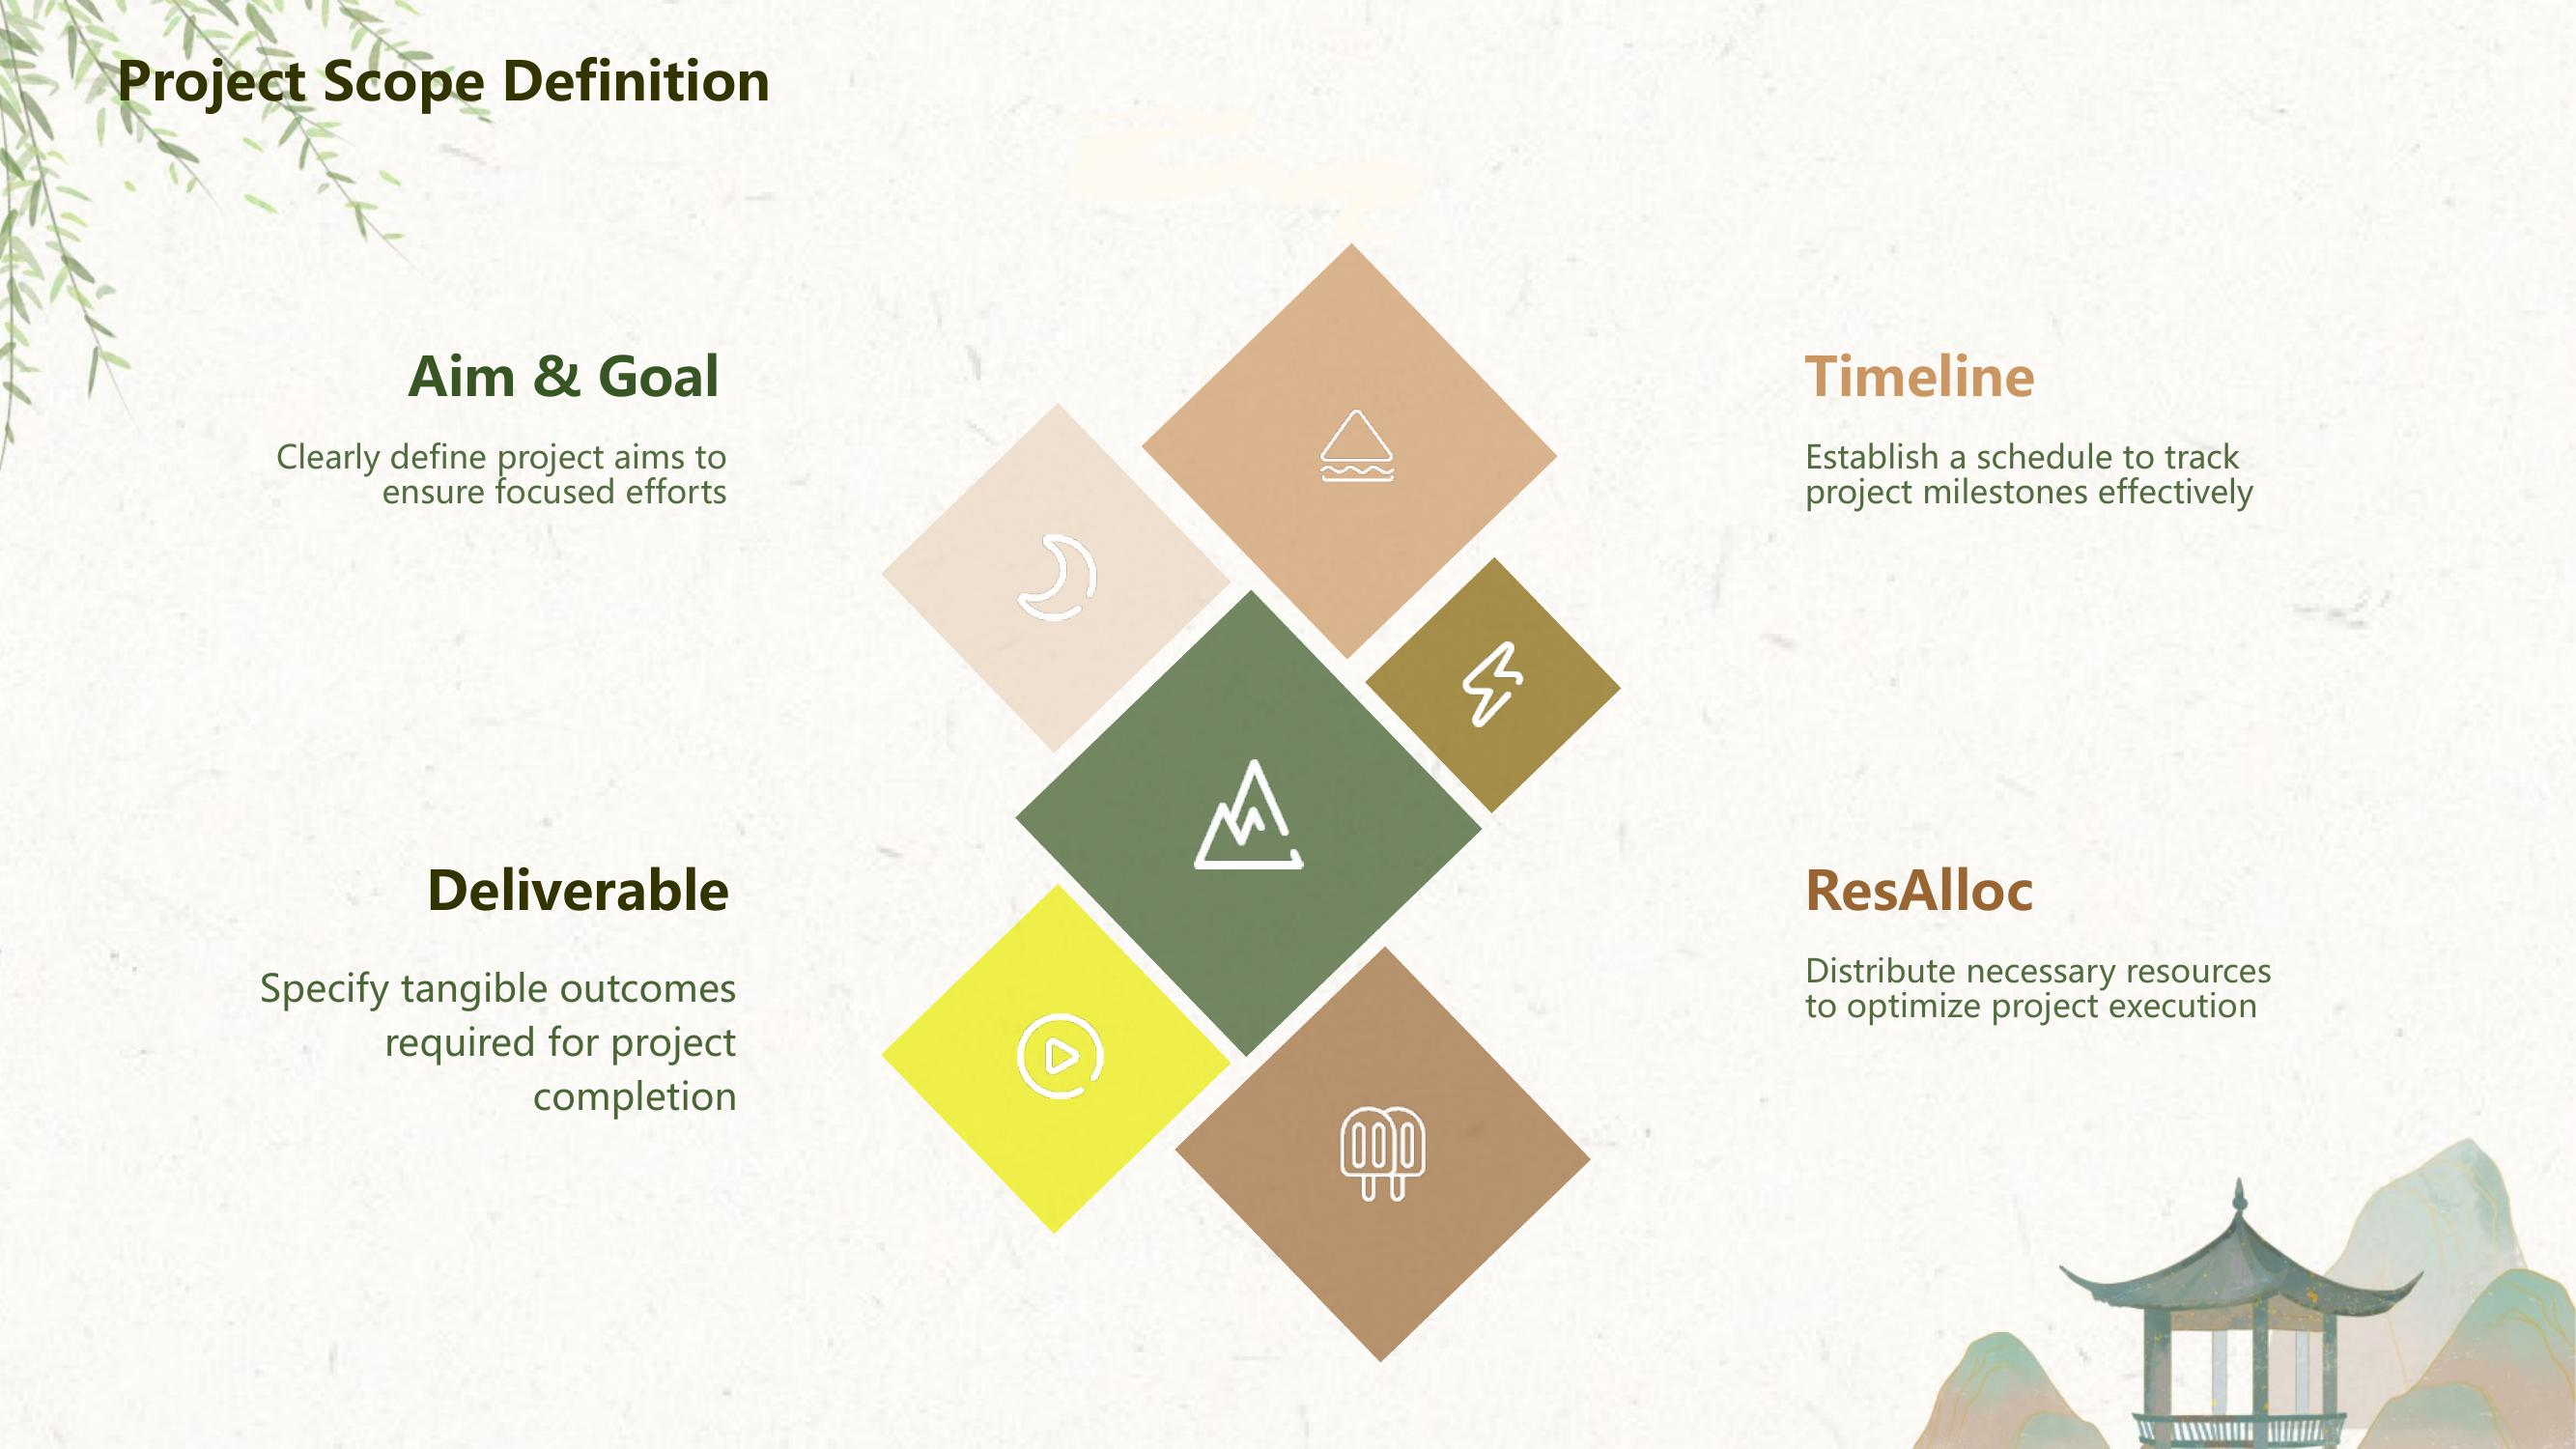 Project Scope Definition
Aim & Goal
Clearly define project aims to
ensure focused efforts
Timeline
Establish a schedule to track
project milestones effectively
Deliverable
Specify tangible outcomes
required for project
completion
ResAlloc
Distribute necessary resources
to optimize project execution